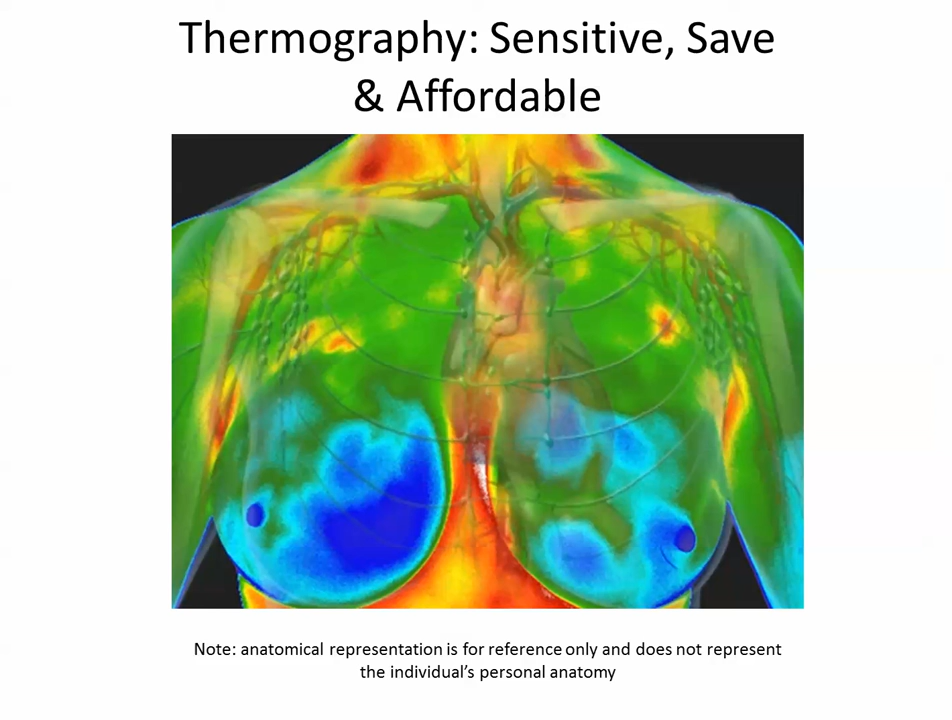 Thermography: Sensitive, Save
& Affordable
Note: anatomical representation is for reference only and does not represent
the individual's personal anatomy